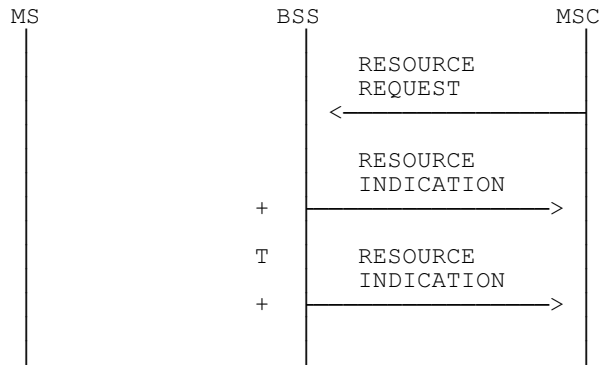 MS BSS MSC
RESOURCE
REQUEST
RESOURCE
INDICATION
+
T RESOURCE
INDICATION
+